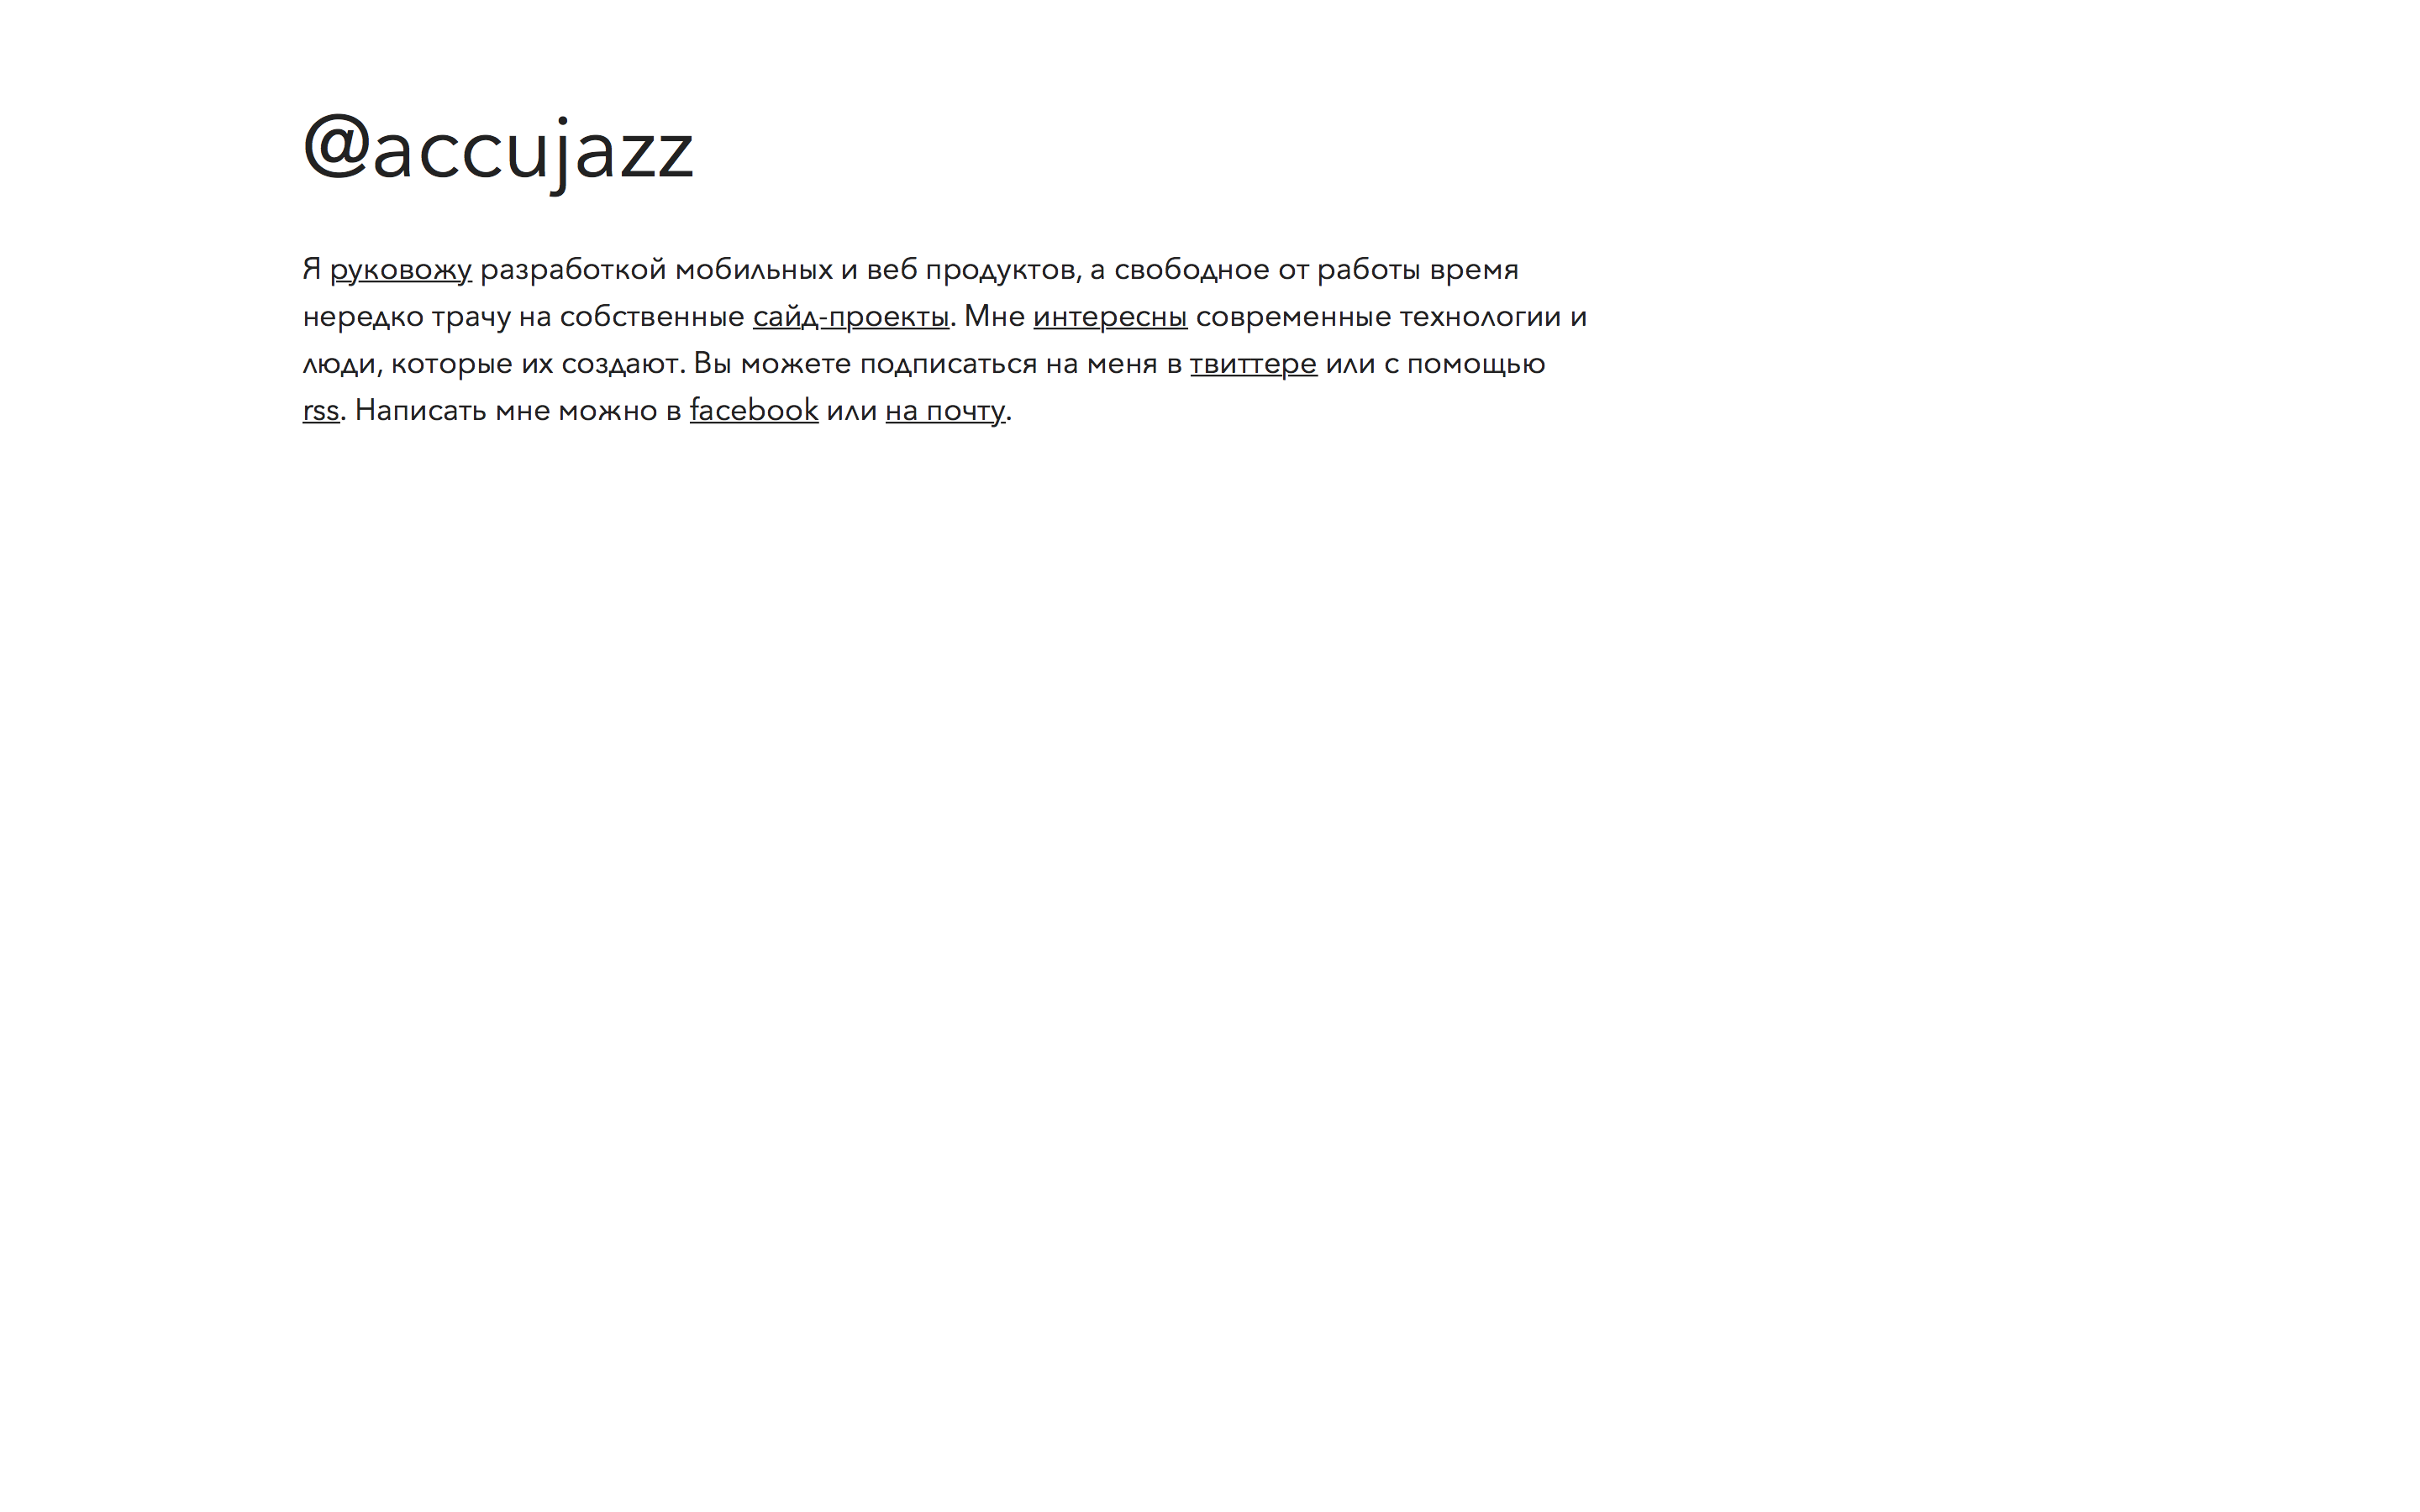 @accujazz
Я руковожу разработкой мобильных и веб продуктов, а свободное от работы время
нередко трачу на собственные сайд-проекты. Мне интересны современные технологии и
люди, которые их создают. Вы можете подписаться на меня в твиттере или с помощью
rss. Написать мне можно в facebook или на почту.